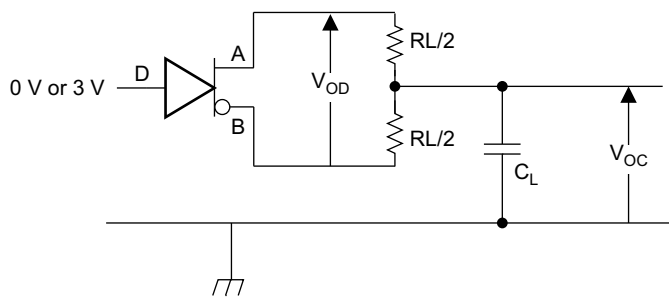 A
RL/2
0 V or 3 V
D
V_OD
B
RL/2
C_L
V_OC